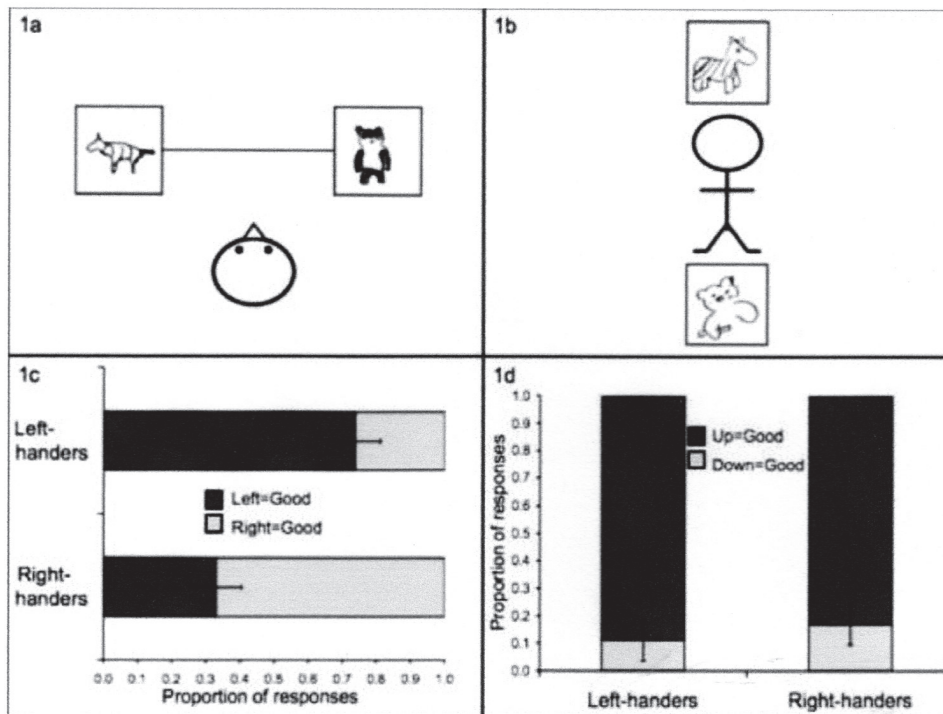 1a
1b
1c
Left-
handers
Left=Good
Right=Good
Right-
handers
0.0 0.1 0.2 0.3 0.4 0.5 0.6 0.7 0.8 0.9 1.0
Proportion of responses
1d
1.0
0.9
0.8
0.7
0.6
0.5
0.4
0.3
0.2
0.1
0.0
Proportion of responses
Up=Good
Down=Good
Left-handers Right-handers